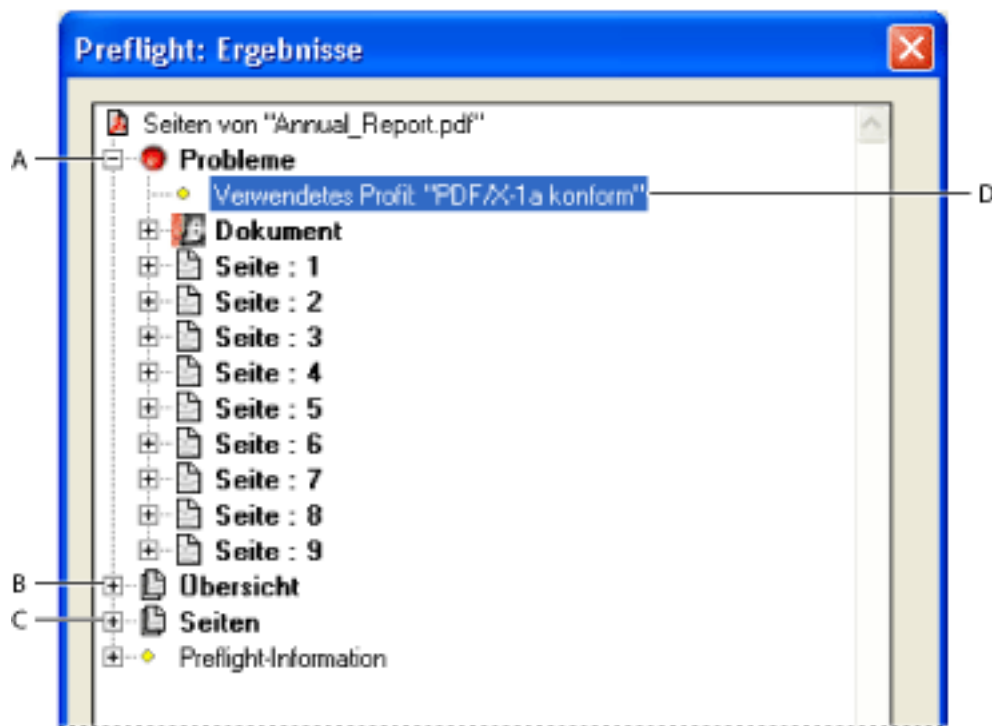 Preflight: Ergebnisse
Seiten von "Annual_Report.pdf"
A Probleme
Verwendetes Profil: "PDF/X-1a konform" D
Dokument
Seite : 1
Seite : 2
Seite : 3
Seite : 4
Seite : 5
Seite : 6
Seite : 7
Seite : 8
Seite : 9
B Übersicht
C Seiten
Preflight-Information